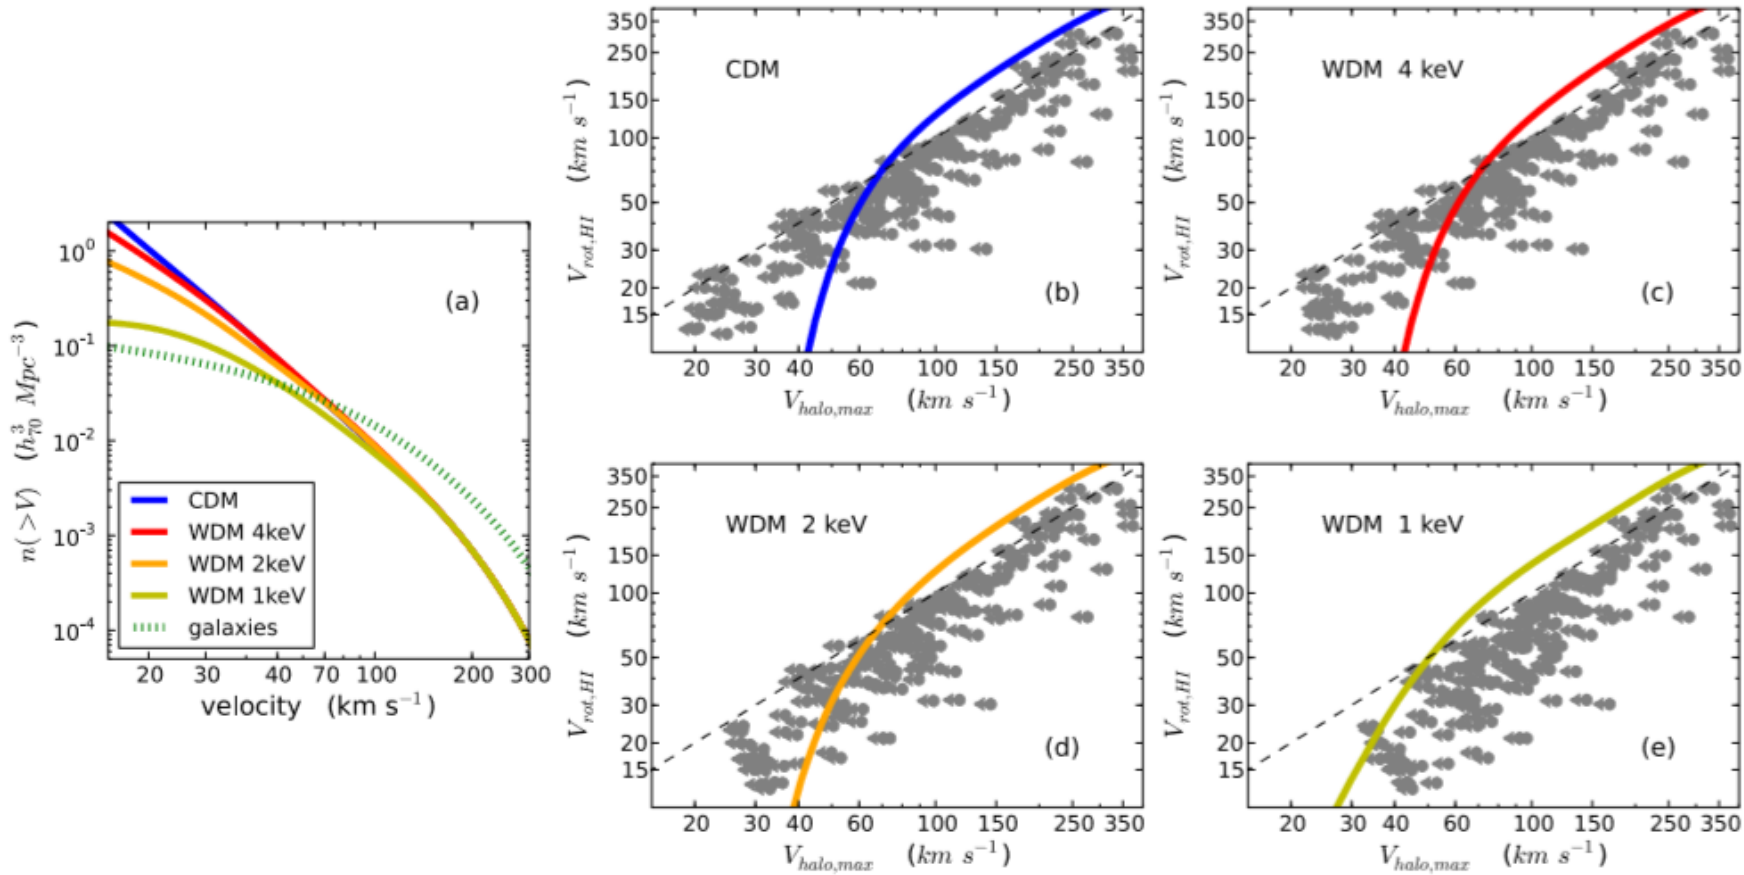 n( > V) (h_70^3 Mpc^-3)
10^0
10^-1
10^-2
10^-3
10^-4
(a)
CDM
WDM 4keV
WDM 2keV
WDM 1keV
galaxies
20 30 40 50 70 100 200 300
velocity (km s^-1)
V_rot,HI (km s^-1)
350
250
150
100
50
30
20
15
CDM
(b)
20 30 40 60 100 150 250 350
V_halo,max (km s^-1)
V_rot,HI (km s^-1)
350
250
150
100
50
30
20
15
WDM 4 keV
(c)
20 30 40 60 100 150 250 350
V_halo,max (km s^-1)
V_rot,HI (km s^-1)
350
250
150
100
50
30
20
15
WDM 2 keV
(d)
20 30 40 60 100 150 250 350
V_halo,max (km s^-1)
V_rot,HI (km s^-1)
350
250
150
100
50
30
20
15
WDM 1 keV
(e)
20 30 40 60 100 150 250 350
V_halo,max (km s^-1)